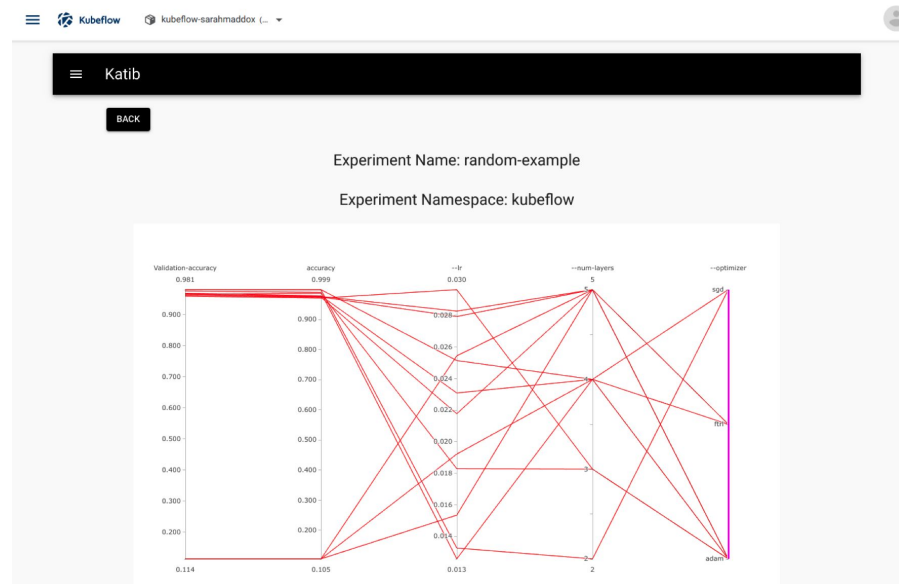 Kubeflow
kubeflow-sarahmaddox (...
Katib
BACK
Experiment Name: random-example
Experiment Namespace: kubeflow
Validation-accuracy accuracy --lr --num-layers --optimizer
0.981 0.999 0.030 5
5 sgd
0.900 0.900 0.028
0.800 0.800 0.026
0.700 0.700 0.024 4
0.600 0.600 0.022 ftrl
0.500 0.500 0.020
0.400 0.400 0.018 3
0.300 0.300 0.016
0.200 0.200 0.014
2 adam
0.114 0.105 0.013 2